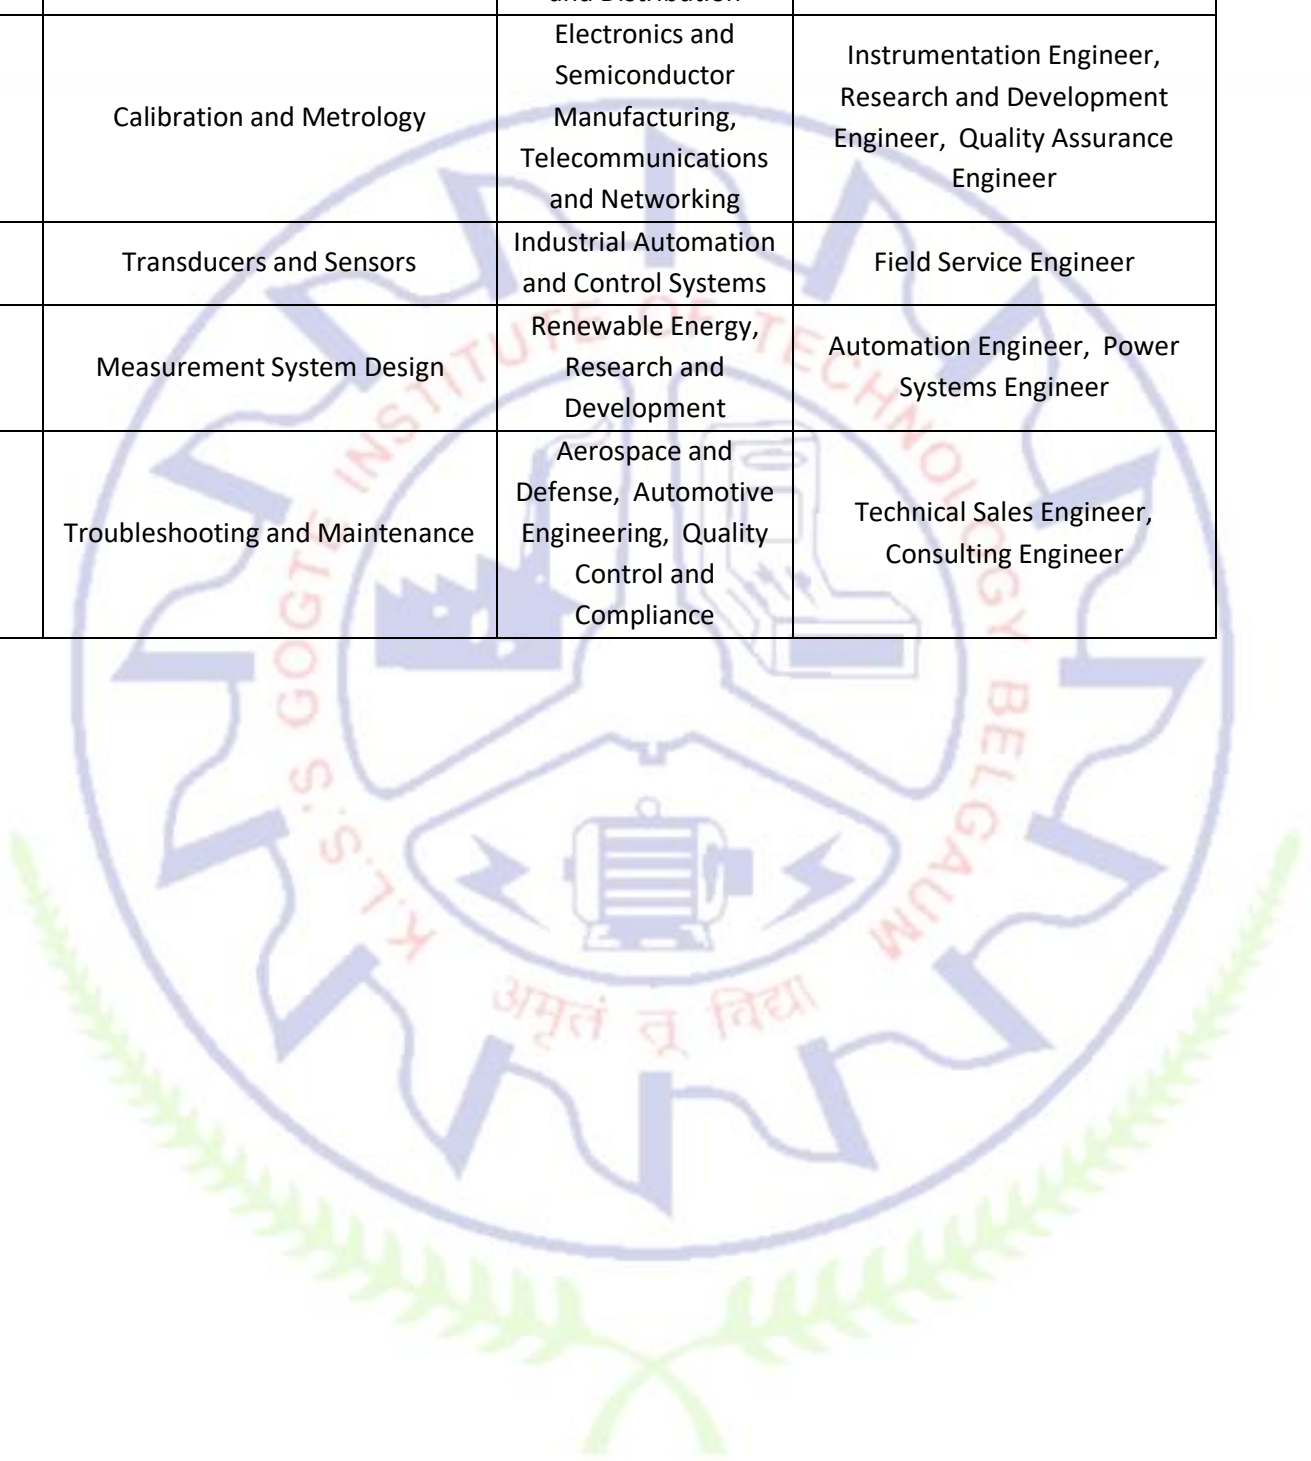 and Distribution
Calibration and Metrology
Electronics and
Semiconductor
Manufacturing,
Telecommunications
and Networking
Instrumentation Engineer,
Research and Development
Engineer, Quality Assurance
Engineer
Transducers and Sensors
Industrial Automation
and Control Systems
Field Service Engineer
Measurement System Design
Renewable Energy,
Research and
Development
Automation Engineer, Power
Systems Engineer
Troubleshooting and Maintenance
Aerospace and
Defense, Automotive
Engineering, Quality
Control and
Compliance
Technical Sales Engineer,
Consulting Engineer
K.L.S.'S GOGTE INSTITUTE OF TECHNOLOGY BELGAUM
अमृतं तू विद्या